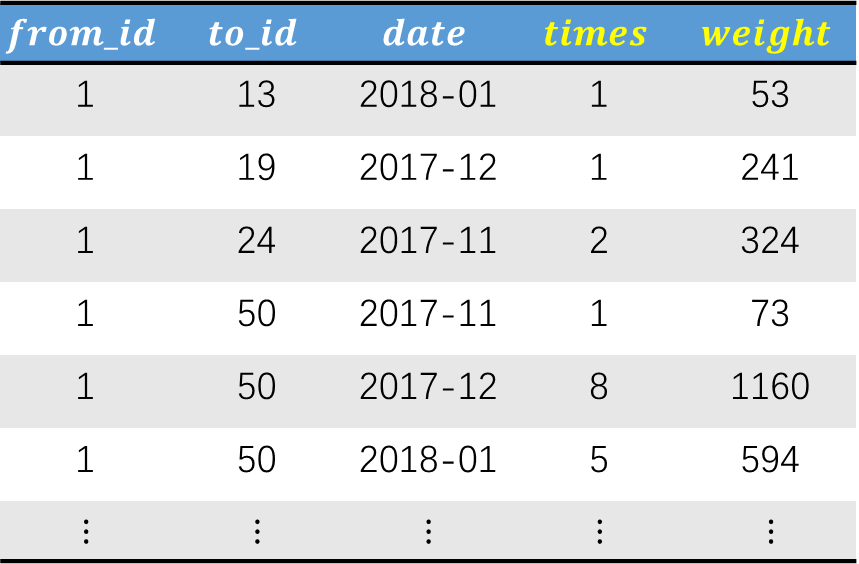 from_id to_id date times weight
1 13 2018-01 1 53
1 19 2017-12 1 241
1 24 2017-11 2 324
1 50 2017-11 1 73
1 50 2017-12 8 1160
1 50 2018-01 5 594
⋮ ⋮ ⋮ ⋮ ⋮